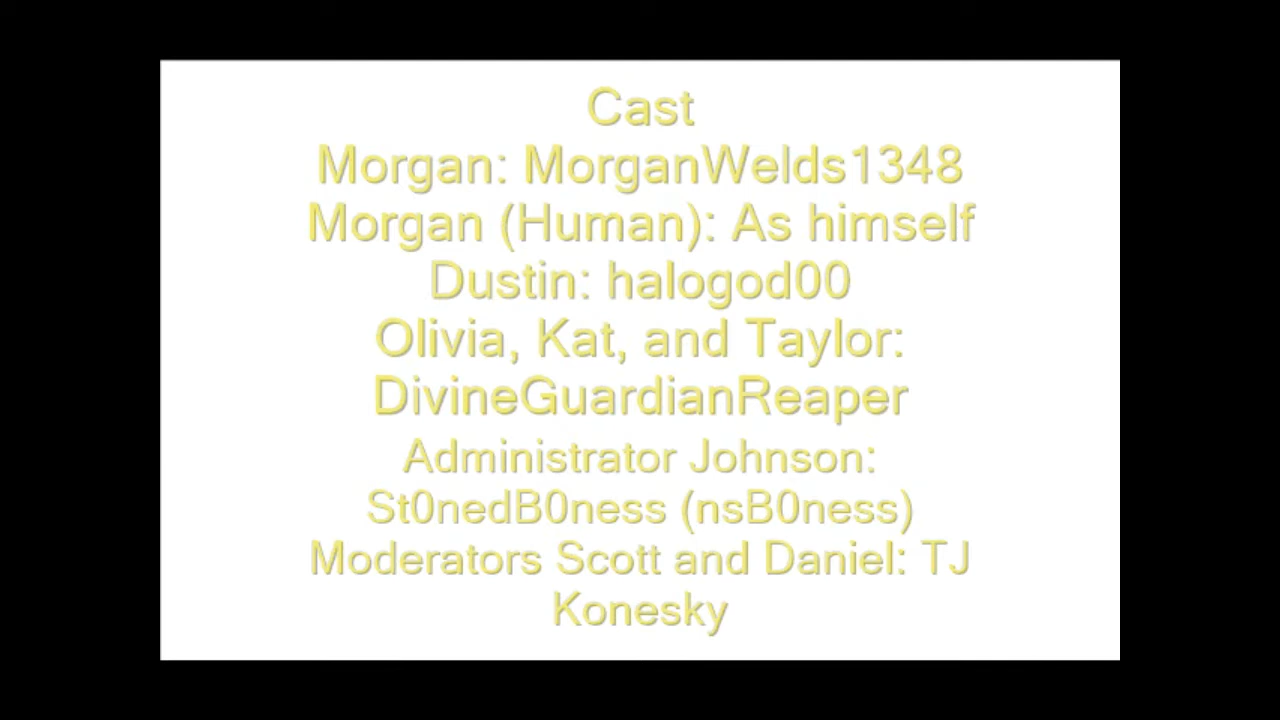 Cast
Morgan: MorganWelds1348
Morgan (Human): As himself
Dustin: halogod00
Olivia, Kat, and Taylor:
DivineGuardianReaper
Administrator Johnson:
St0nedB0ness (nsB0ness)
Moderators Scott and Daniel: TJ
Konesky